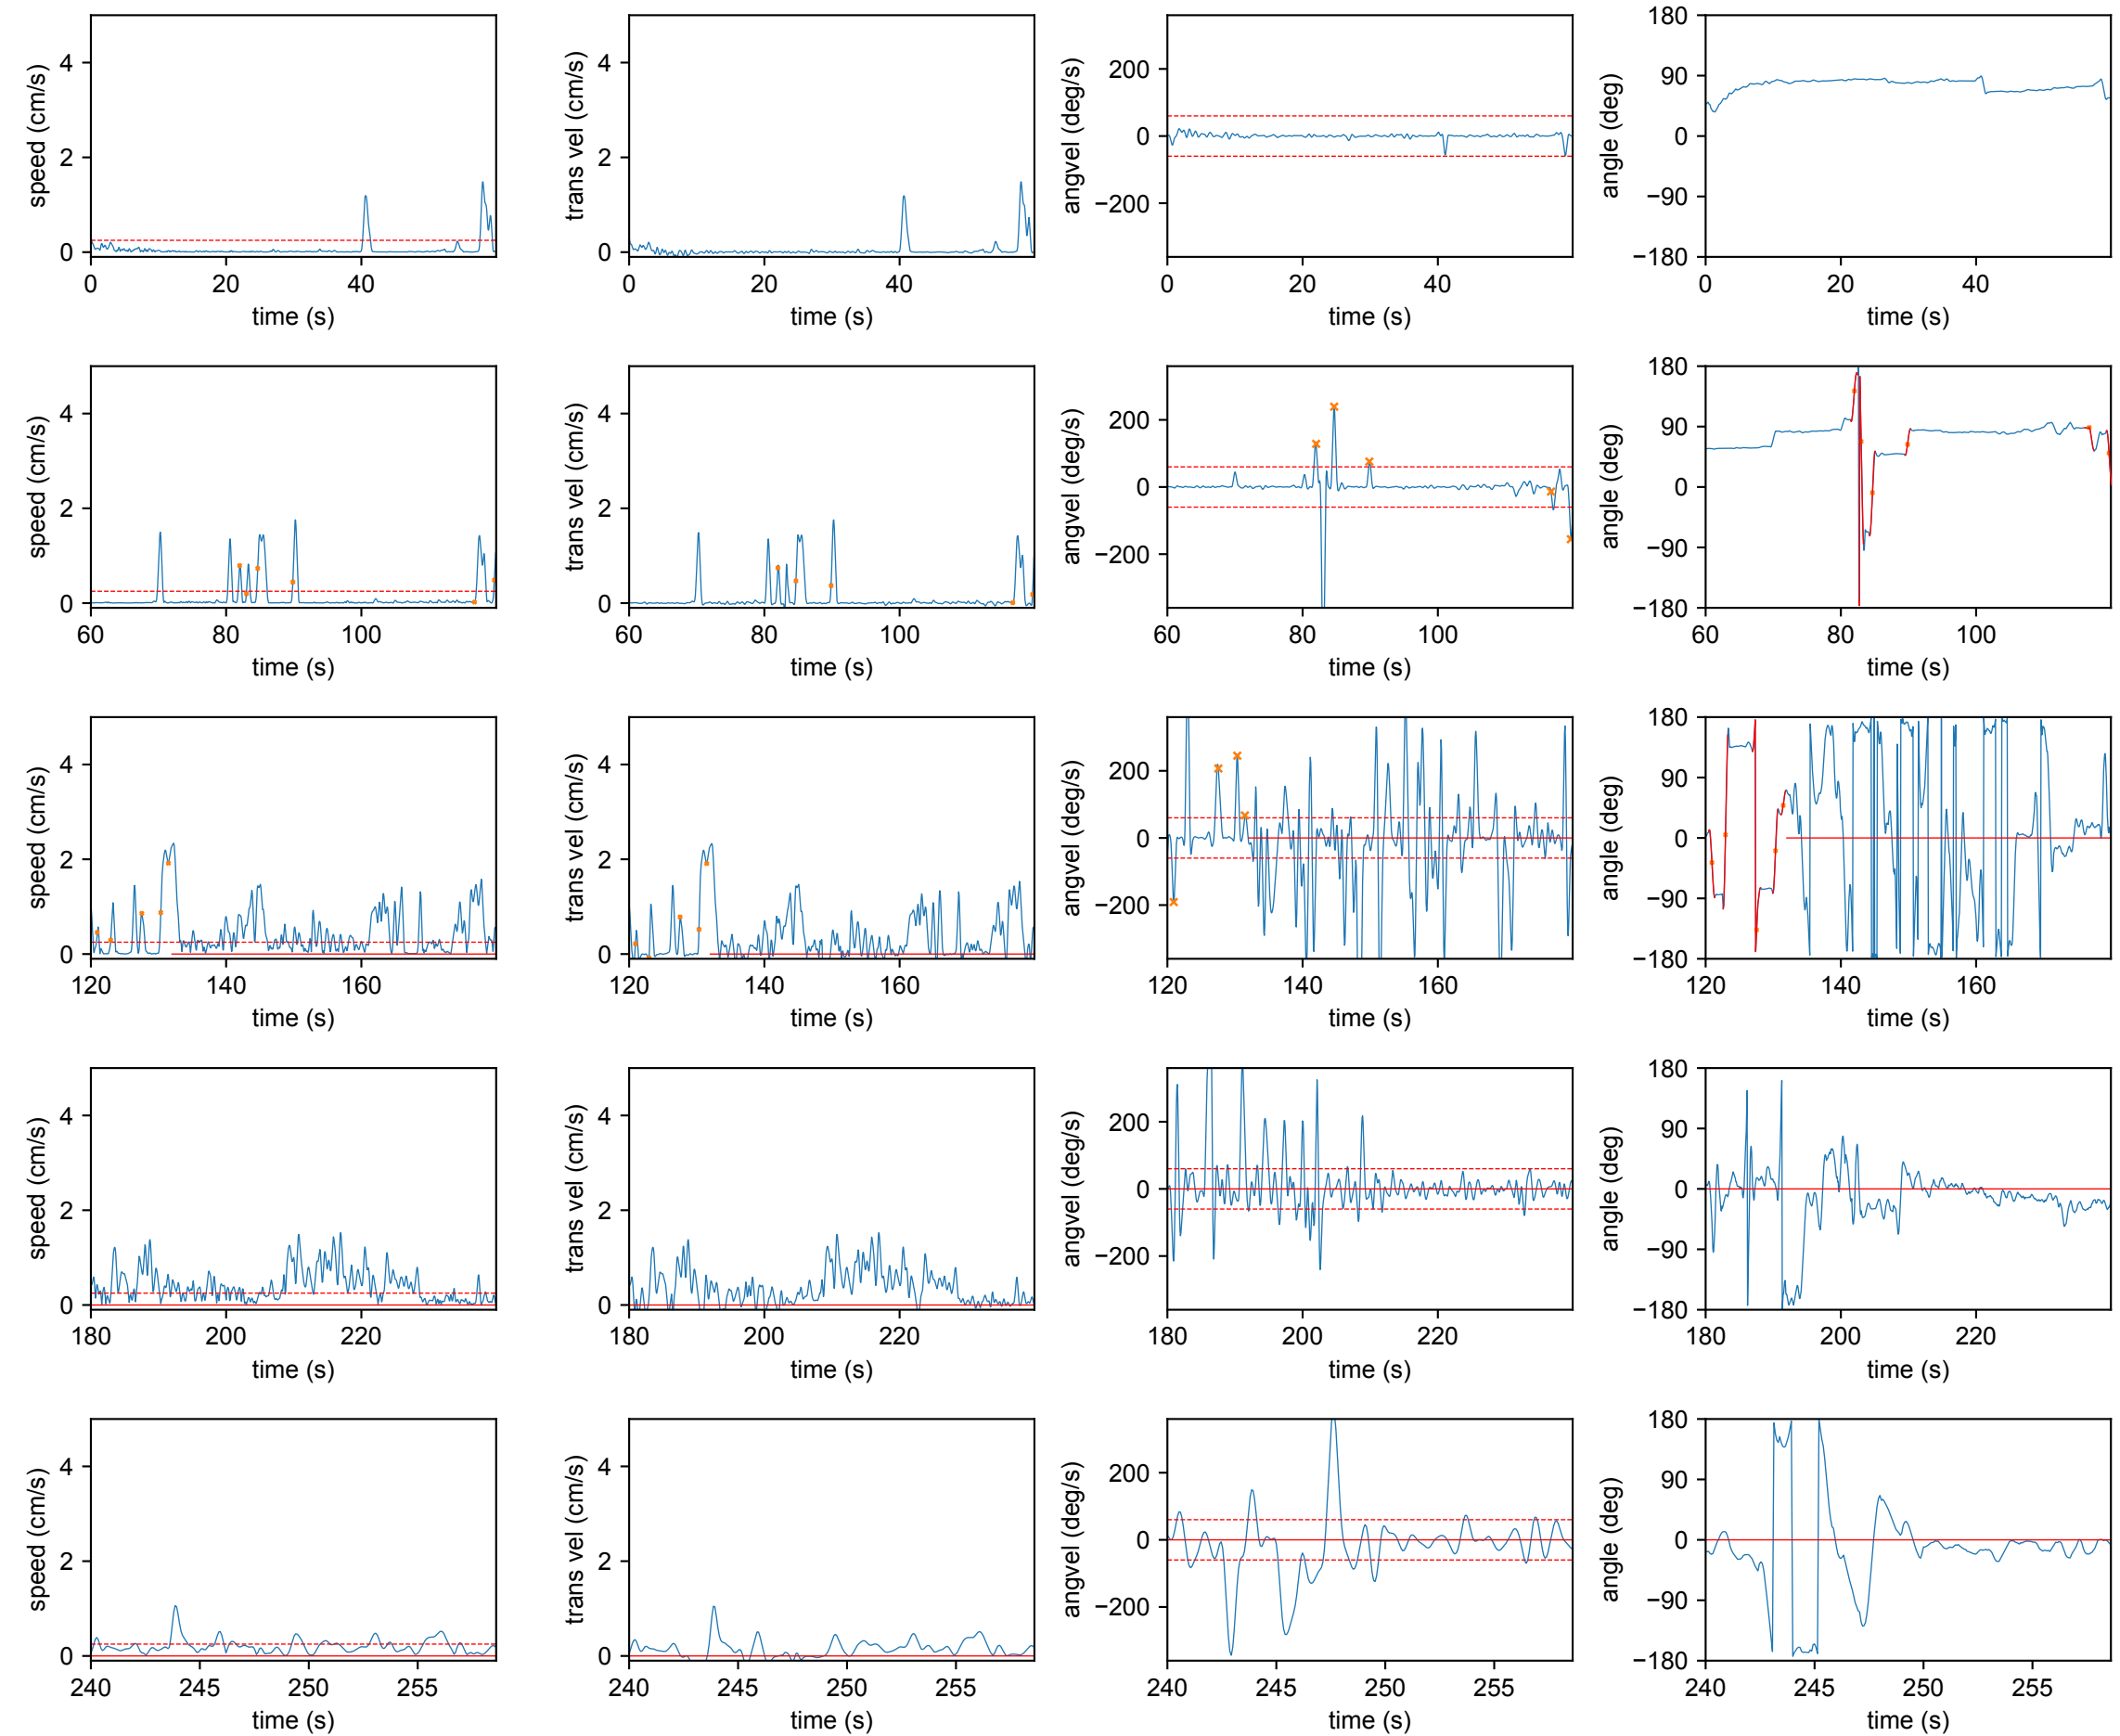 speed (cm/s)
4
2
0
0 20 40
time (s)
trans vel (cm/s)
4
2
0
0 20 40
time (s)
angvel (deg/s)
200
0
−200
0 20 40
time (s)
angle (deg)
180
90
0
−90
−180
0 20 40
time (s)
speed (cm/s)
4
2
0
60 80 100
time (s)
trans vel (cm/s)
4
2
0
60 80 100
time (s)
angvel (deg/s)
200
0
−200
60 80 100
time (s)
angle (deg)
180
90
0
−90
−180
60 80 100
time (s)
speed (cm/s)
4
2
0
120 140 160
time (s)
trans vel (cm/s)
4
2
0
120 140 160
time (s)
angvel (deg/s)
200
0
−200
120 140 160
time (s)
angle (deg)
180
90
0
−90
−180
120 140 160
time (s)
speed (cm/s)
4
2
0
180 200 220
time (s)
trans vel (cm/s)
4
2
0
180 200 220
time (s)
angvel (deg/s)
200
0
−200
180 200 220
time (s)
angle (deg)
180
90
0
−90
−180
180 200 220
time (s)
speed (cm/s)
4
2
0
240 245 250 255
time (s)
trans vel (cm/s)
4
2
0
240 245 250 255
time (s)
angvel (deg/s)
200
0
−200
240 245 250 255
time (s)
angle (deg)
180
90
0
−90
−180
240 245 250 255
time (s)